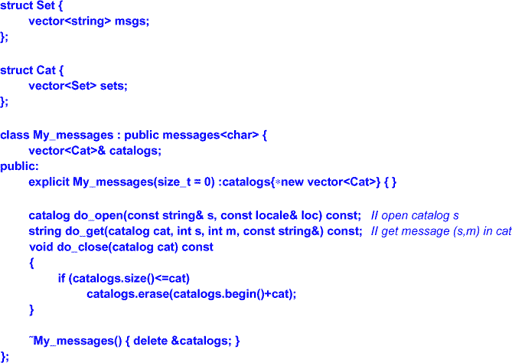 struct Set {
vector<string> msgs;
};
struct Cat {
vector<Set> sets;
};
class My_messages : public messages<char> {
vector<Cat>& catalogs;
public:
explicit My_messages(size_t = 0) :catalogs{*new vector<Cat>} { }
catalog do_open(const string& s, const locale& loc) const; // open catalog s
string do_get(catalog cat, int s, int m, const string&) const; // get message (s,m) in cat
void do_close(catalog cat) const
{
if (catalogs.size()<=cat)
catalogs.erase(catalogs.begin()+cat);
}
~My_messages() { delete &catalogs; }
};